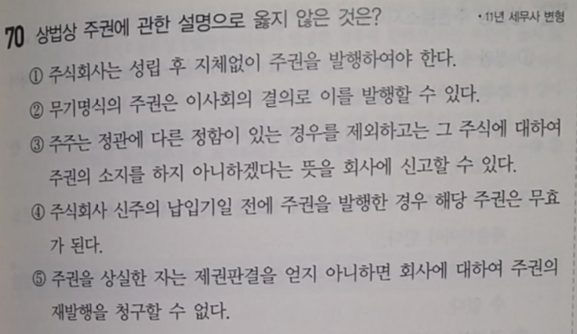 70 상법상 주권에 관한 설명으로 옳지 않은 것은? • 11년 세무사 변형
① 주식회사는 성립 후 지체없이 주권을 발행하여야 한다.
② 무기명식의 주권은 이사회의 결의로 이를 발행할 수 있다.
③ 주주는 정관에 다른 정함이 있는 경우를 제외하고는 그 주식에 대하여
주권의 소지를 하지 아니하겠다는 뜻을 회사에 신고할 수 있다.
④ 주식회사 신주의 납입기일 전에 주권을 발행한 경우 해당 주권은 무효
가 된다.
⑤ 주권을 상실한 자는 제권판결을 얻지 아니하면 회사에 대하여 주권의
재발행을 청구할 수 없다.